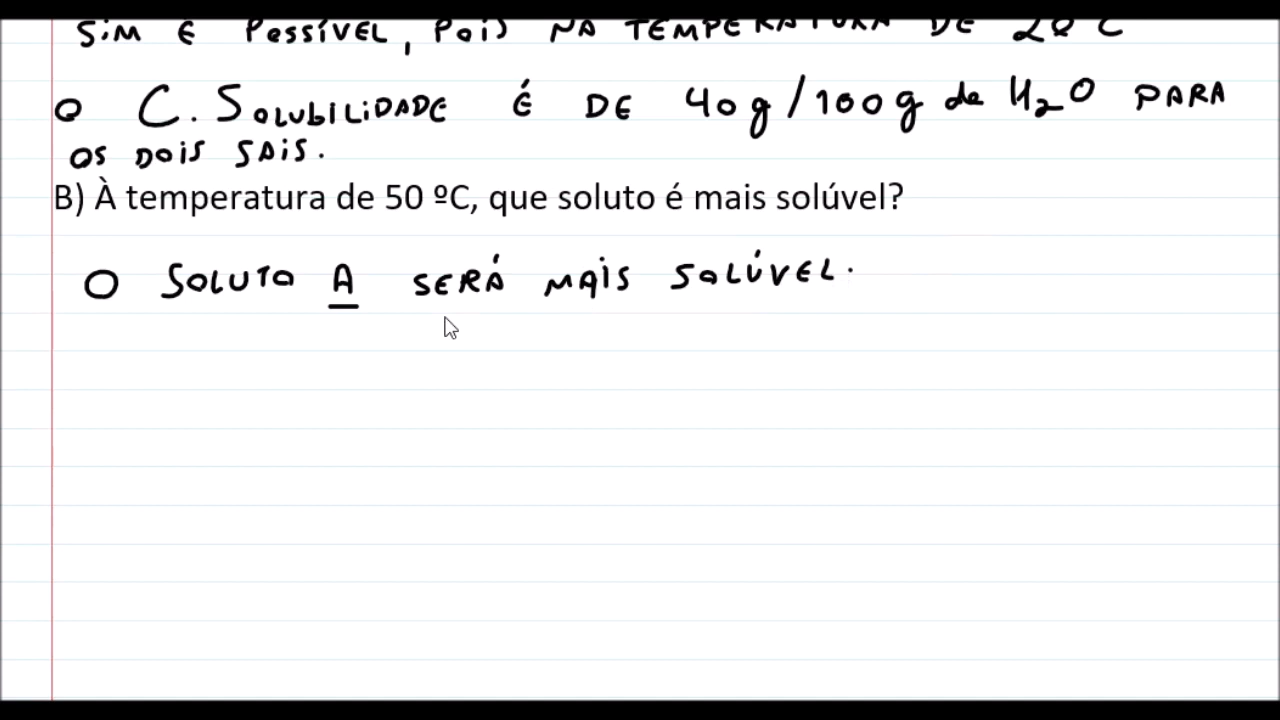 SIM É POSSÍVEL, POIS NA TEMPERATURA DE 20°C
O C. SOLUBILIDADE É DE 40g/100g de H₂O PARA
OS DOIS SAIS.
B) À temperatura de 50 ºC, que soluto é mais solúvel?
O SOLUTO A SERÁ MAIS SOLÚVEL.